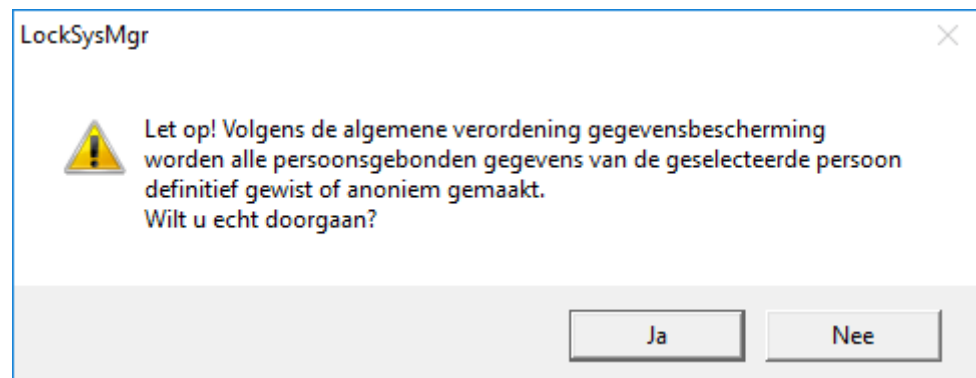 LockSysMgr
Let op! Volgens de algemene verordening gegevensbescherming
worden alle persoonsgebonden gegevens van de geselecteerde persoon
definitief gewist of anoniem gemaakt.
Wilt u echt doorgaan?
Ja
Nee